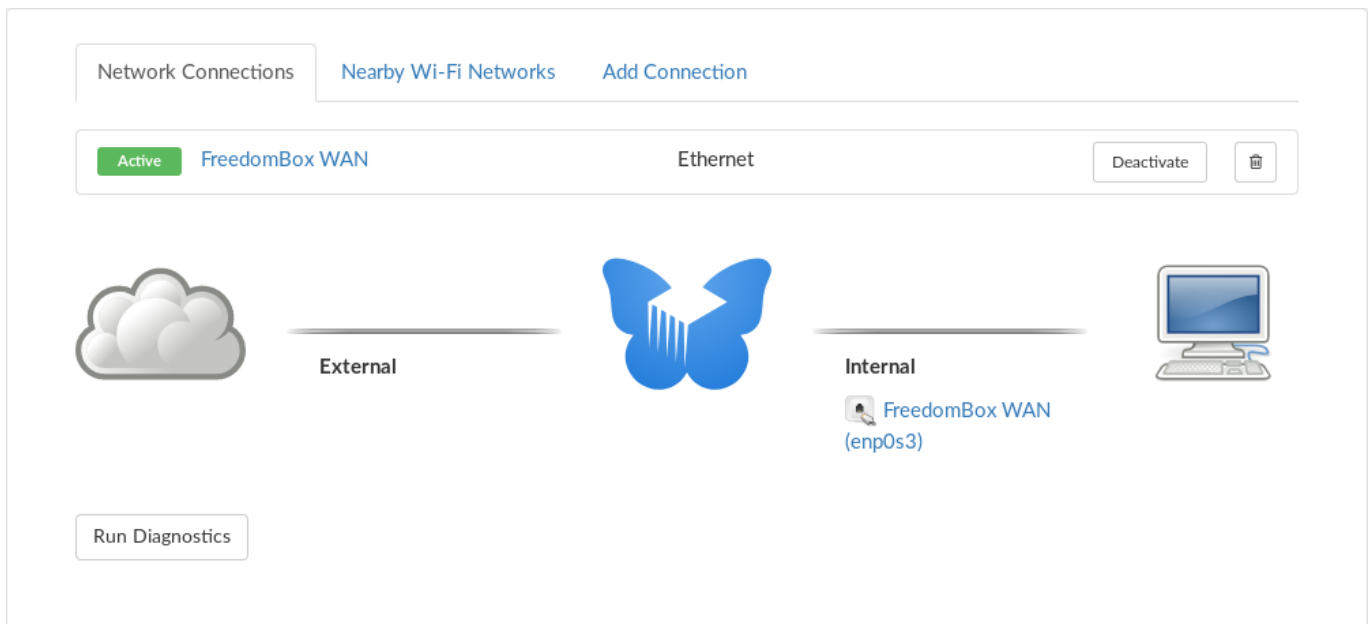 Network Connections Nearby Wi-Fi Networks Add Connection
Active FreedomBox WAN Ethernet Deactivate
External
Internal
FreedomBox WAN
(enp0s3)
Run Diagnostics